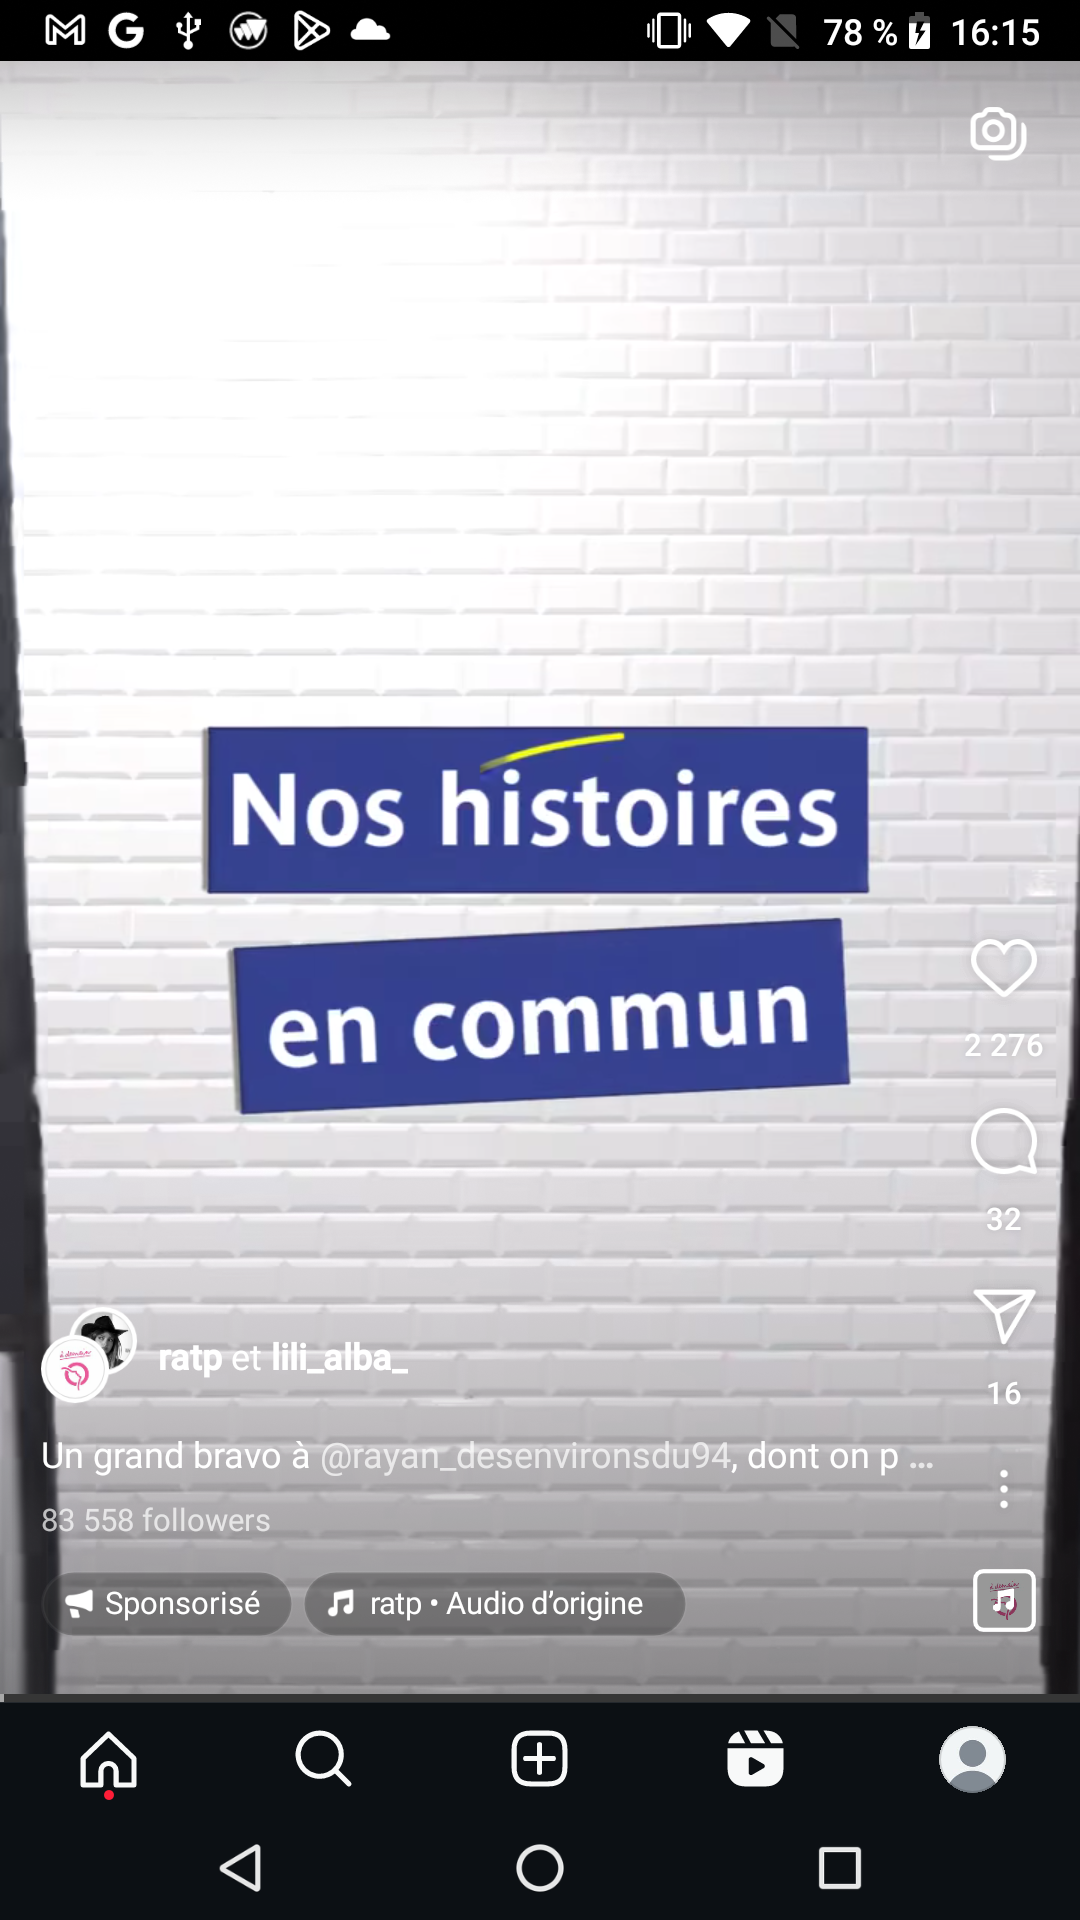 78 % 16:15
Nos histoires
en commun
2 276
32
16
ratp et lili_alba_
Un grand bravo à @rayan_desenvironsdu94, dont on p ...
83 558 followers
Sponsorisé
ratp • Audio d’origine